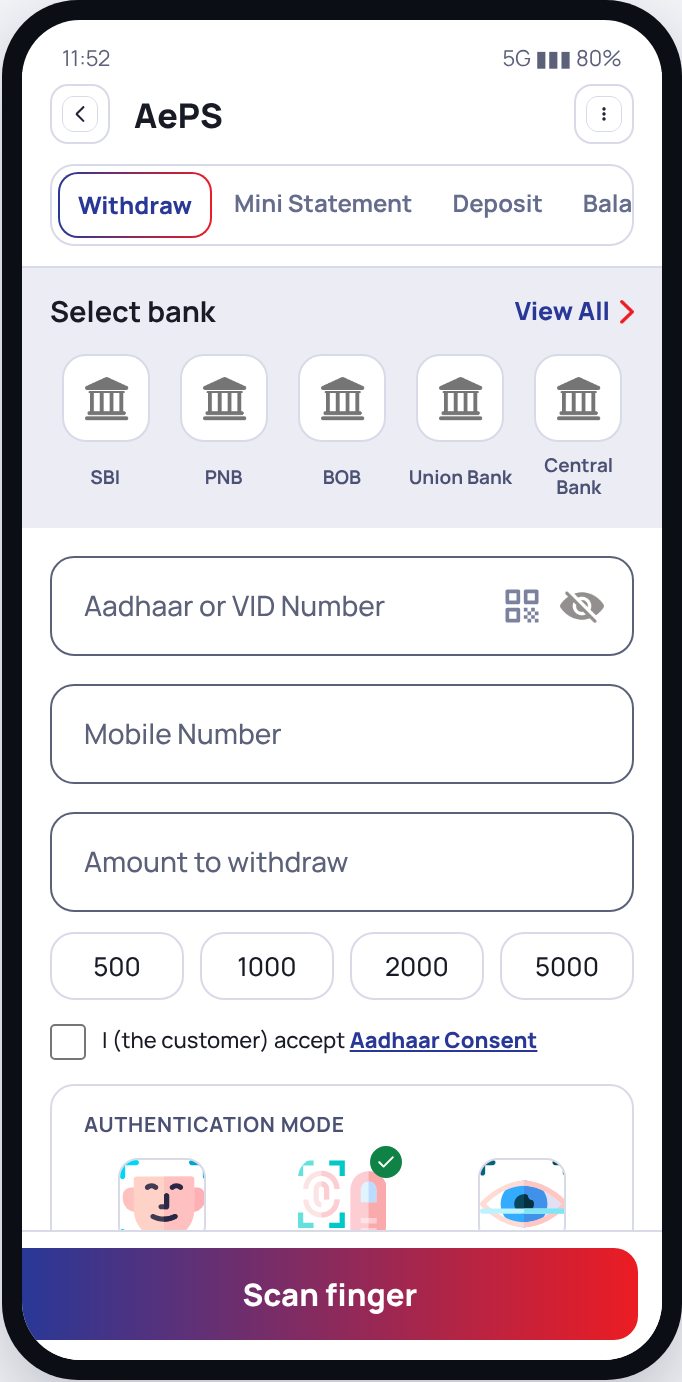 11:52 5G 80%
AePS
Withdraw Mini Statement Deposit Bala
Select bank View All
SBI PNB BOB Union Bank Central Bank
Aadhaar or VID Number
Mobile Number
Amount to withdraw
500 1000 2000 5000
I (the customer) accept Aadhaar Consent
AUTHENTICATION MODE
Scan finger